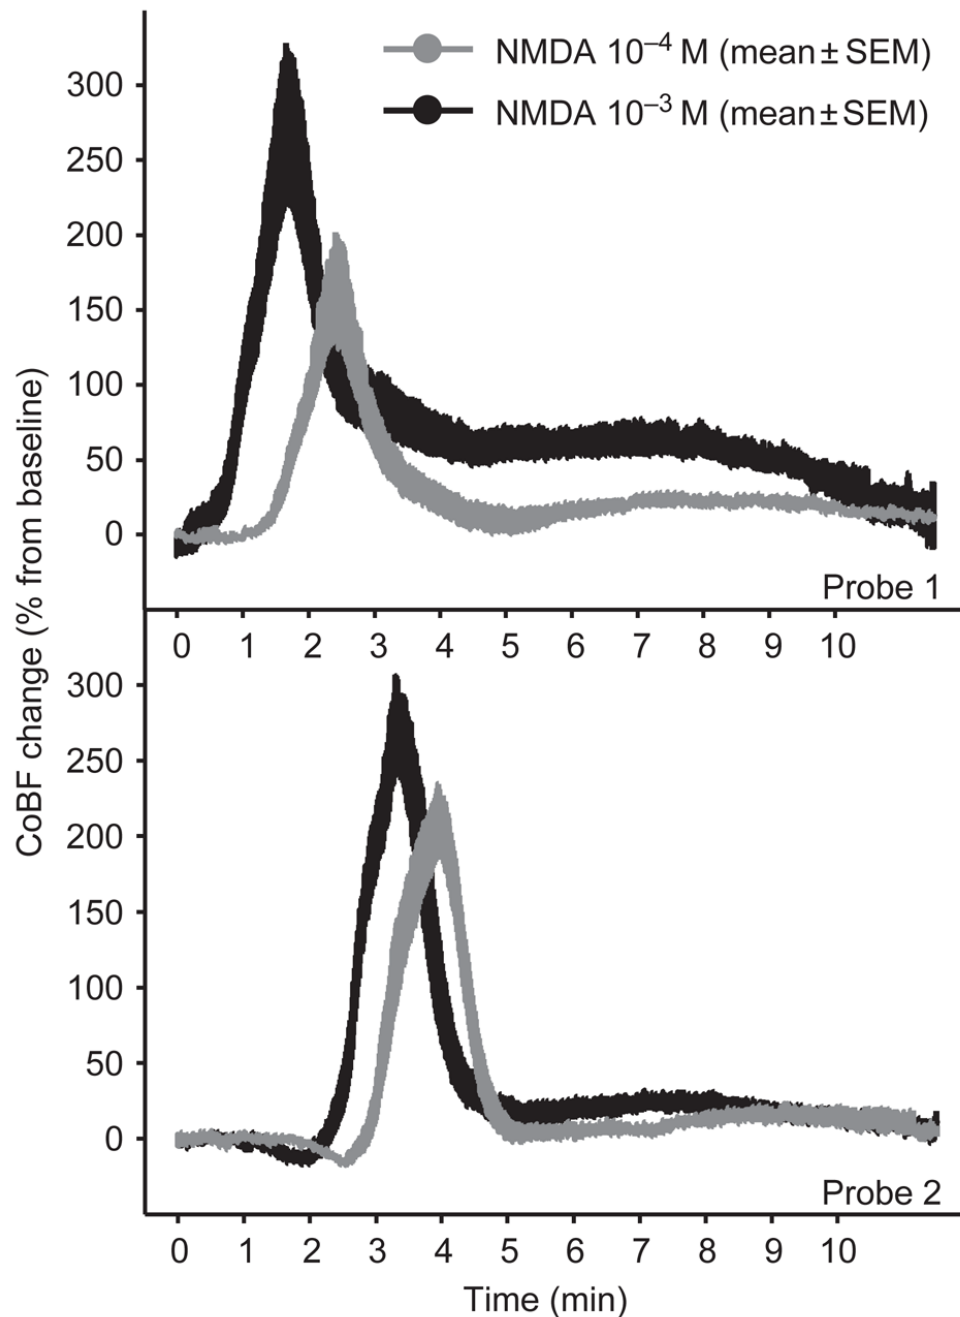 NMDA 10⁻⁴ M (mean ± SEM)
NMDA 10⁻³ M (mean ± SEM)
CoBF change (% from baseline)
300
250
200
150
100
50
0
Probe 1
0 1 2 3 4 5 6 7 8 9 10
300
250
200
150
100
50
0
Probe 2
0 1 2 3 4 5 6 7 8 9 10
Time (min)